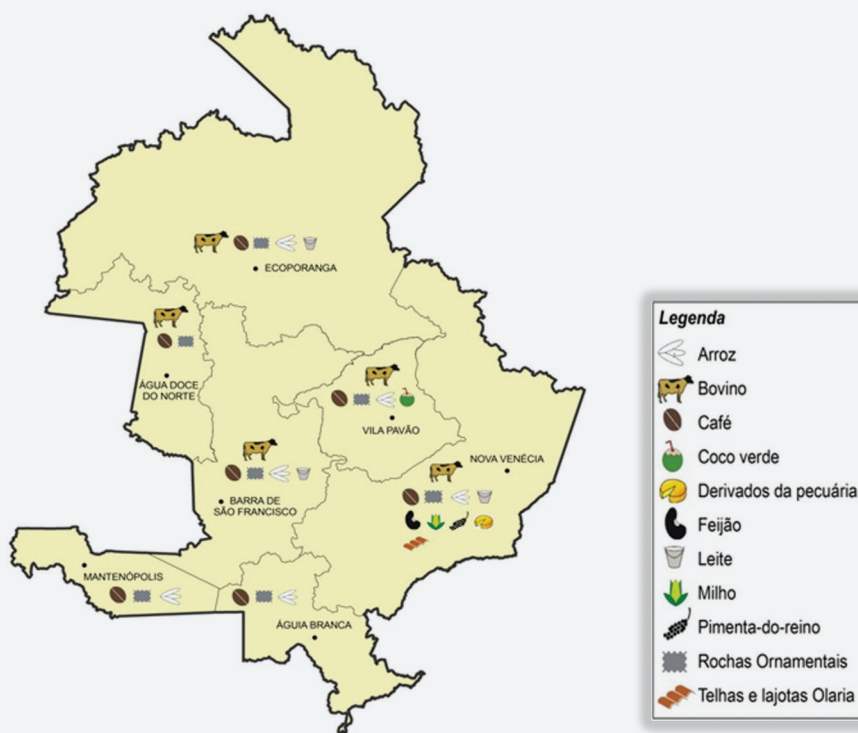 ECOPORANGA
ÁGUA DOCE
DO NORTE
VILA PAVÃO
NOVA VENÉCIA
BARRA DE
SÃO FRANCISCO
MANTENÓPOLIS
ÁGUIA BRANCA
Legenda
Arroz
Bovino
Café
Coco verde
Derivados da pecuária
Feijão
Leite
Milho
Pimenta-do-reino
Rochas Ornamentais
Telhas e lajotas Olaria